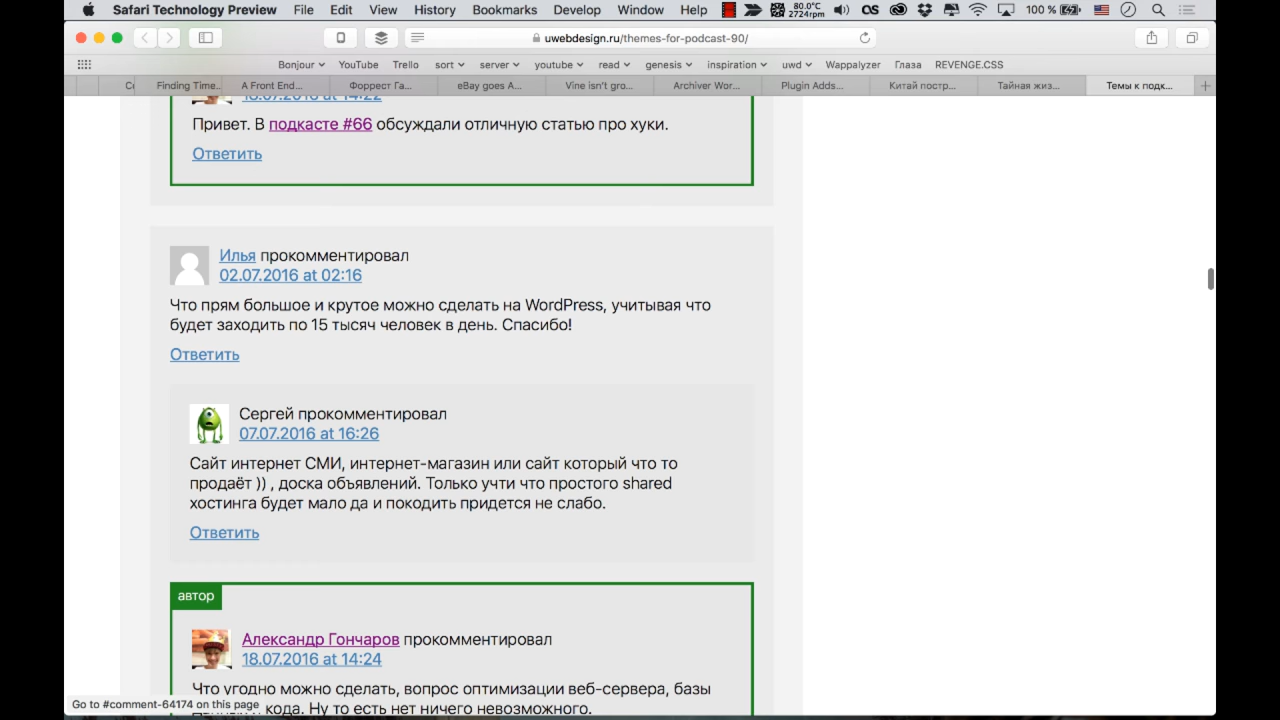 Safari Technology Preview File Edit View History Bookmarks Develop Window Help 80.0°C 2724rpm 100 %
uwebdesign.ru/themes-for-podcast-90/
Bonjour YouTube Trello sort server youtube read genesis inspiration uwd Wappalyzer Глаза REVENGE.CSS
Finding Time... A Front End... Форрест Га... eBay goes A... Vine isn't gro... Archiver Wor... Plugin Adds... Китай постр... Тайная жиз... Темы к подк...
18.07.2016 at 14:22
Привет. В подкасте #66 обсуждали отличную статью про хуки.
Ответить
Илья прокомментировал
02.07.2016 at 02:16
Что прям большое и крутое можно сделать на WordPress, учитывая что
будет заходить по 15 тысяч человек в день. Спасибо!
Ответить
Сергей прокомментировал
07.07.2016 at 16:26
Сайт интернет СМИ, интернет-магазин или сайт который что то
продаёт )) , доска объявлений. Только учти что простого shared
хостинга будет мало да и покодить придется не слабо.
Ответить
автор
Александр Гончаров прокомментировал
18.07.2016 at 14:24
Что угодно можно сделать, вопрос оптимизации веб-сервера, базы
кода. Ну то есть нет ничего невозможного.
Go to #comment-64174 on this page